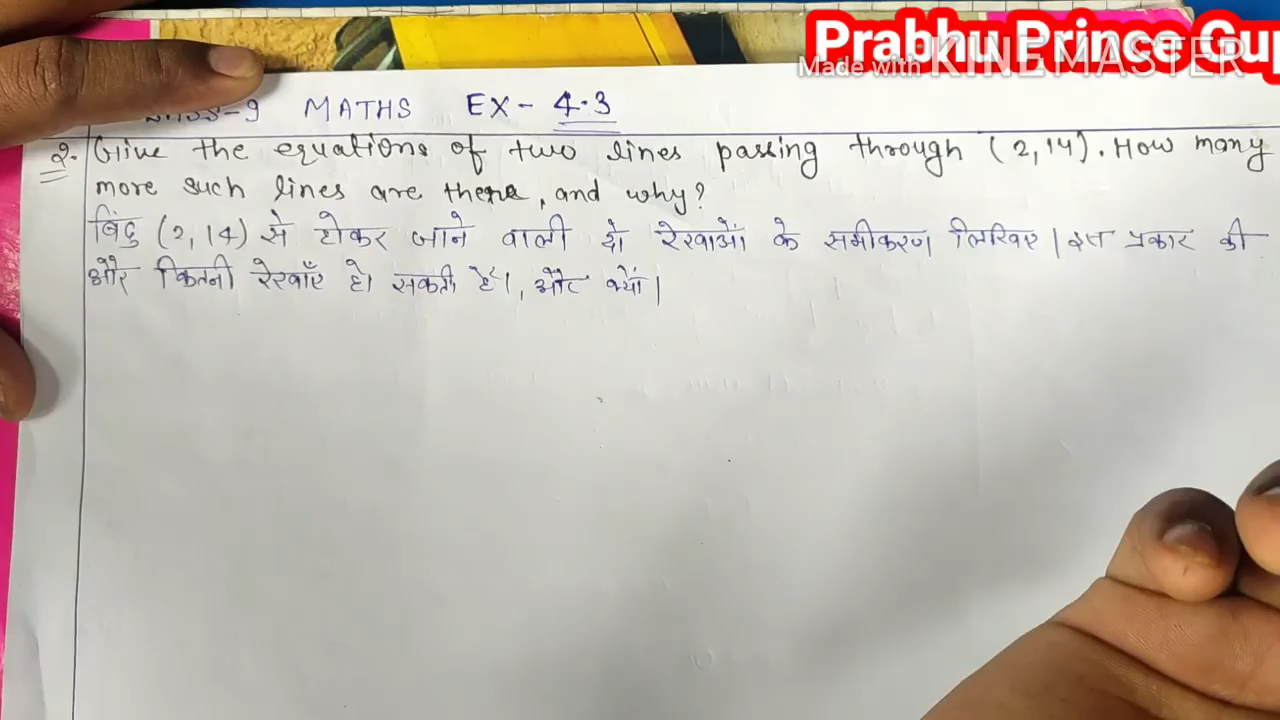 Prabhu Prince Gup
Made with KINEMASTER
-9 MATHS EX- 4.3
2. Give the equations of two lines passing through (2,14). How many
more such lines are there, and why?
बिंदु (2,14) से होकर जाने वाली दो रेखाओं के समीकरण लिखिए | इस प्रकार की
और कितनी रेखाएँ हो सकती हैं।, और क्यों |